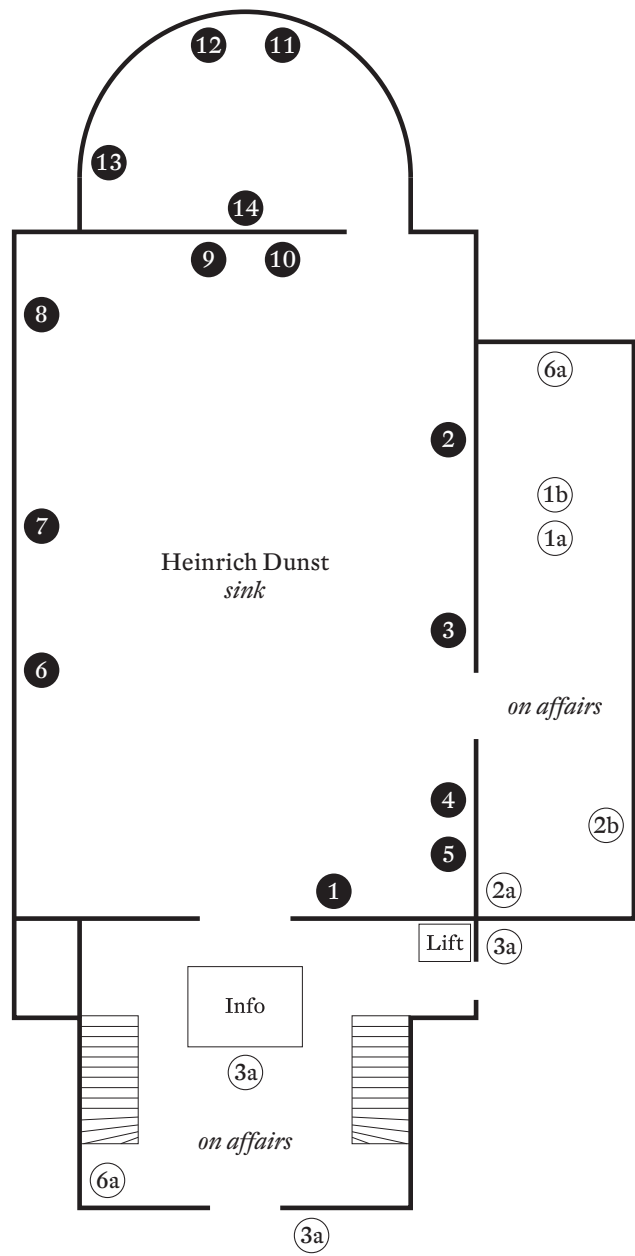 12 11
13
14
9 10
8
6a
2
1b
7
1a
Heinrich Dunst
sink
3
6
on affairs
4
2b
5
1
2a
Lift
3a
Info
3a
on affairs
6a
3a